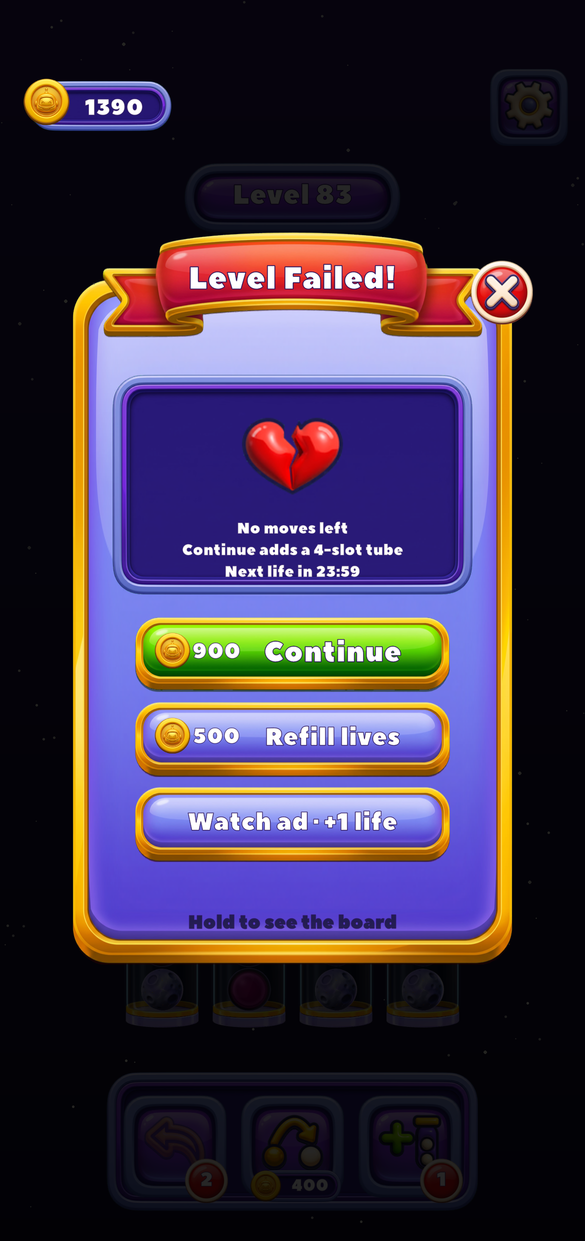 1390
Level 83
Level Failed!
No moves left
Continue adds a 4-slot tube
Next life in 23:59
900 Continue
500 Refill lives
Watch ad · +1 life
Hold to see the board
2
400
1